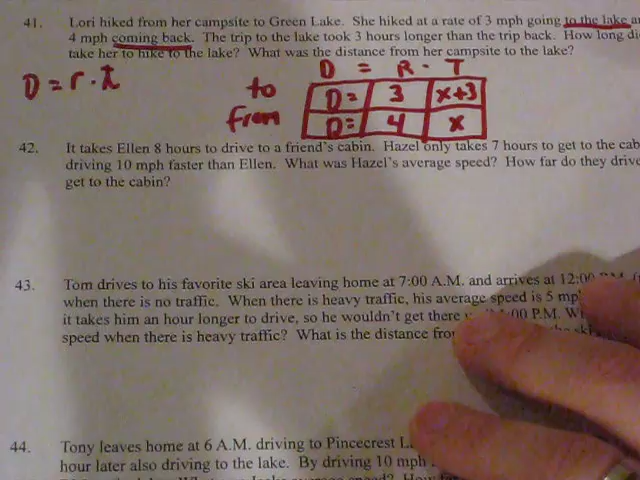 41. Lori hiked from her campsite to Green Lake. She hiked at a rate of 3 mph going to the lake
4 mph coming back. The trip to the lake took 3 hours longer than the trip back. How long
take her to hike to the lake? What was the distance from her campsite to the lake?
D = R · T
D = r · t
to D = 3 x+3
from D = 4 x
42. It takes Ellen 8 hours to drive to a friend's cabin. Hazel only takes 7 hours to get to the
driving 10 mph faster than Ellen. What was Hazel's average speed? How far do they
get to the cabin?
43. Tom drives to his favorite ski area leaving home at 7:00 A.M. and arrives at 12:00
when there is no traffic. When there is heavy traffic, his average speed is 5
it takes him an hour longer to drive, so he wouldn't get there :00 P.M.
speed when there is heavy traffic? What is the distance
44. Tony leaves home at 6 A.M. driving to Pincecrest
hour later also driving to the lake. By driving 10 mph